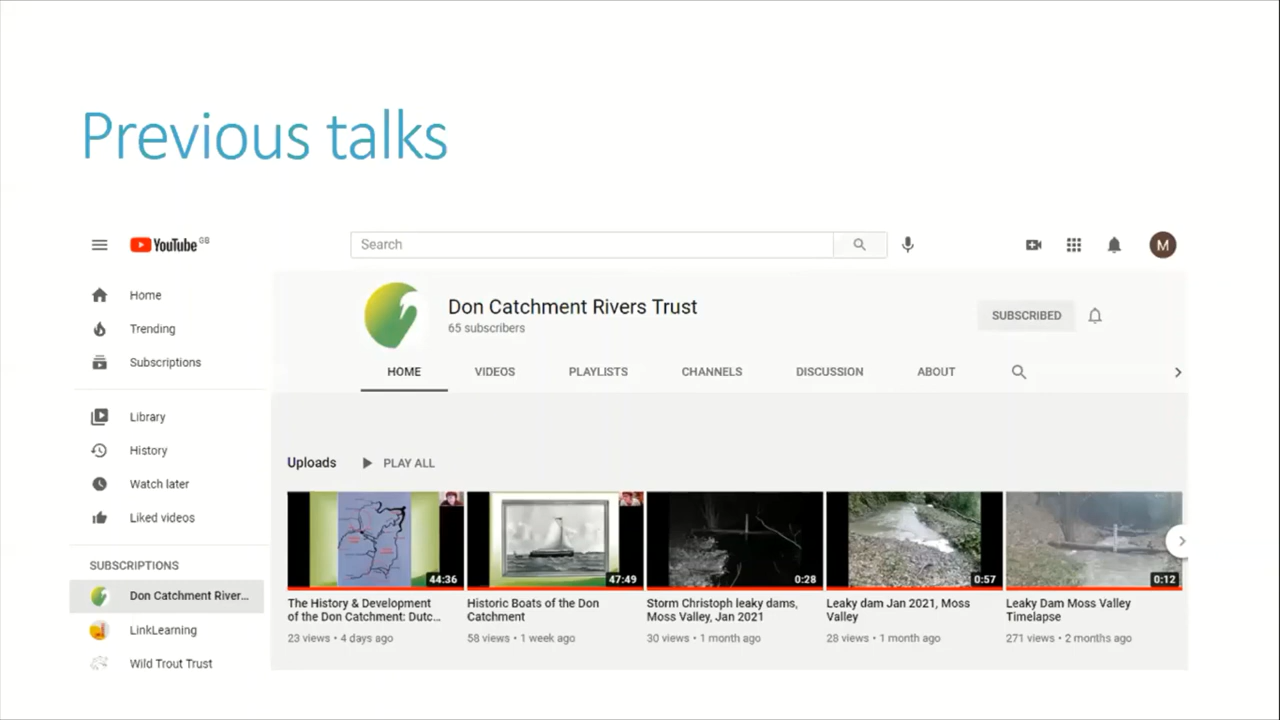 Previous talks
YouTube GB
Search
M
Home
Trending
Subscriptions
Library
History
Watch later
Liked videos
SUBSCRIPTIONS
Don Catchment River...
LinkLearning
Wild Trout Trust
Don Catchment Rivers Trust
65 subscribers
SUBSCRIBED
HOME VIDEOS PLAYLISTS CHANNELS DISCUSSION ABOUT
Uploads PLAY ALL
44:36
The History & Development
of the Don Catchment: Dutc...
23 views • 4 days ago
47:49
Historic Boats of the Don
Catchment
58 views • 1 week ago
0:28
Storm Christoph leaky dams,
Moss Valley, Jan 2021
30 views • 1 month ago
0:57
Leaky dam Jan 2021, Moss
Valley
28 views • 1 month ago
0:12
Leaky Dam Moss Valley
Timelapse
271 views • 2 months ago